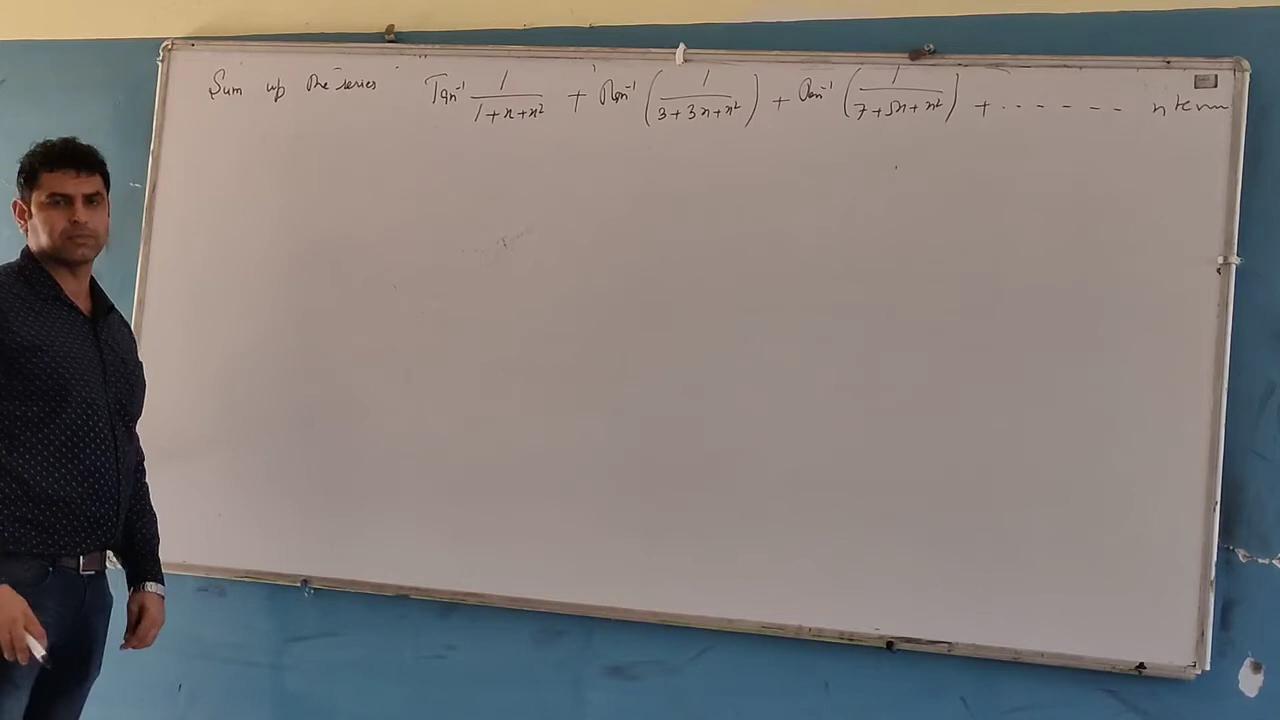 Sum up the series Tan⁻¹ 1/(1+x+x²) + Tan⁻¹ (1/(3+3x+x²)) + Tan⁻¹ (1/(7+5x+x²)) + ....... n term